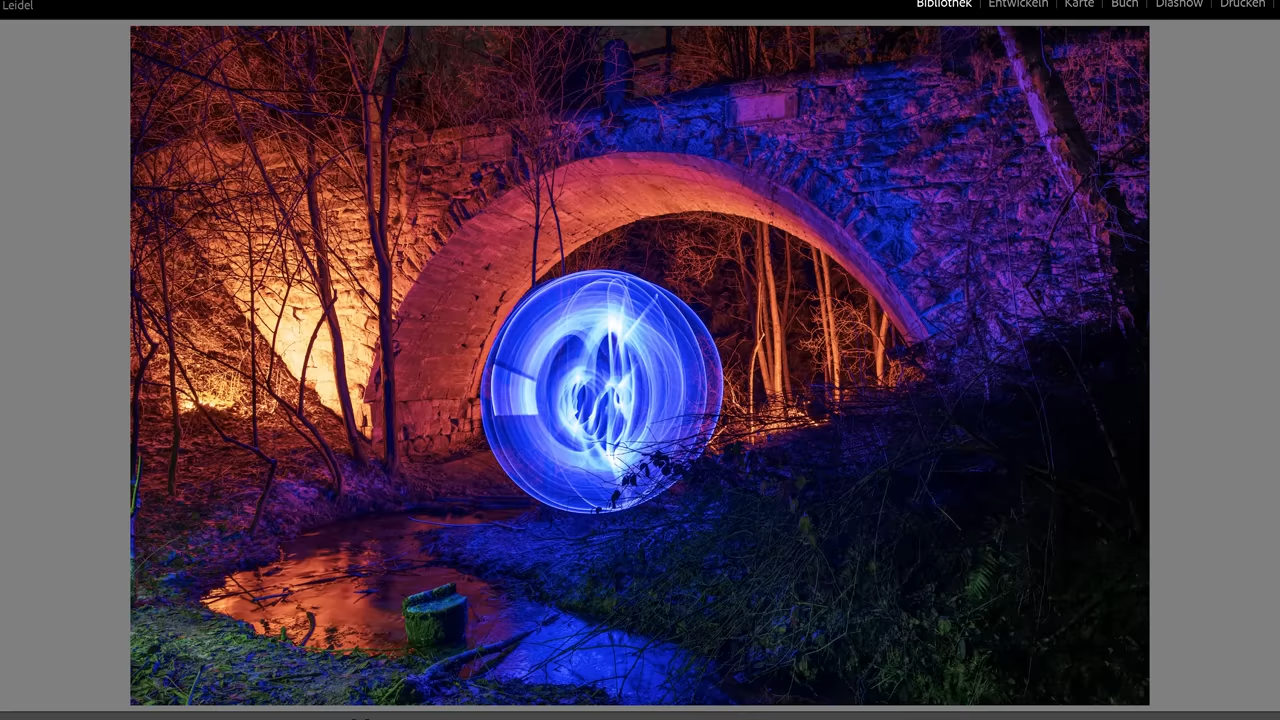 Leidel
Bibliothek | Entwickeln | Karte | Buch | Diashow | Drucken |